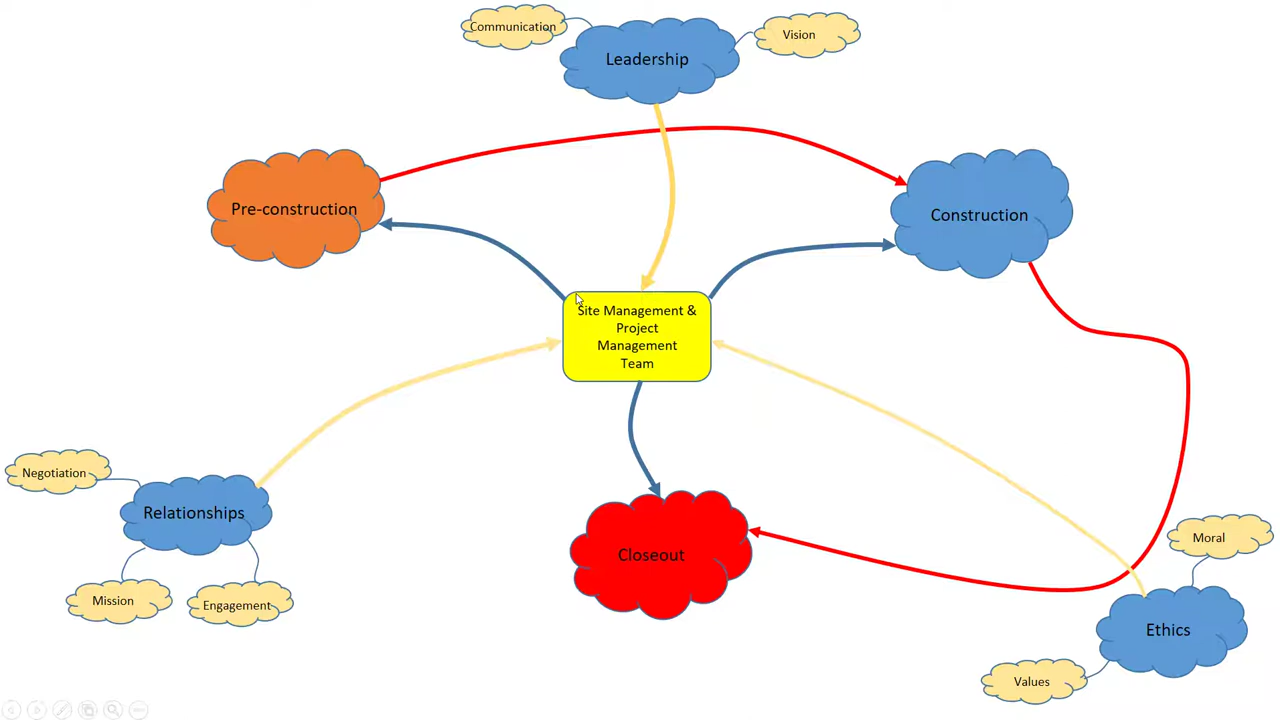 Communication
Vision
Leadership
Pre-construction
Construction
Site Management &
Project
Management
Team
Negotiation
Relationships
Mission
Engagement
Closeout
Moral
Ethics
Values